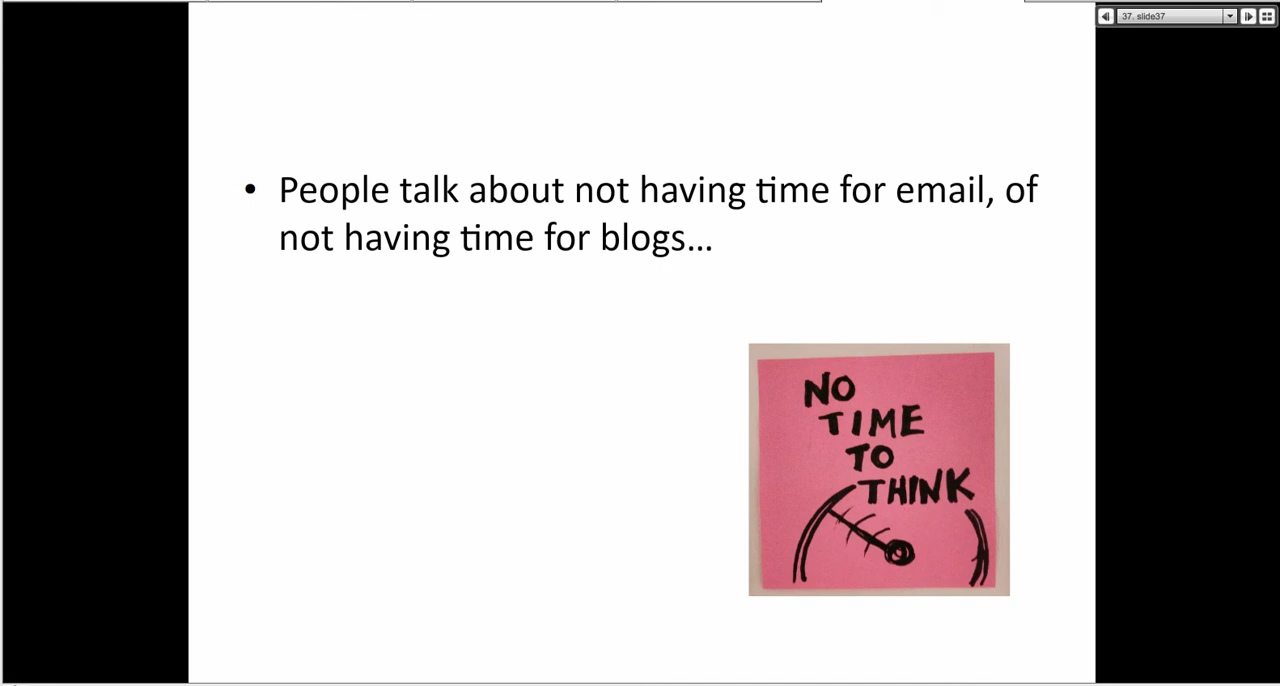 37. slide37
• People talk about not having time for email, of
not having time for blogs...
NO
TIME
TO
THINK